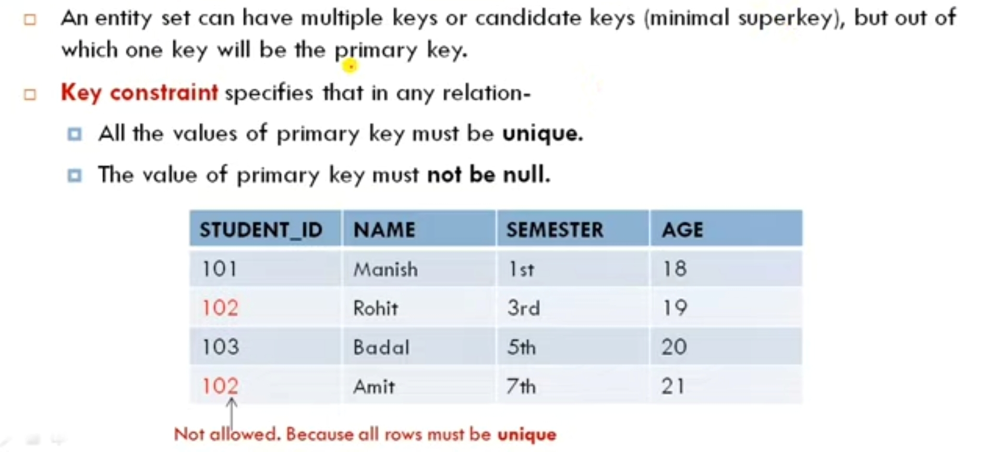 An entity set can have multiple keys or candidate keys (minimal superkey), but out of
which one key will be the primary key.
Key constraint specifies that in any relation-
All the values of primary key must be unique.
The value of primary key must not be null.
STUDENT_ID NAME SEMESTER AGE
101 Manish 1st 18
102 Rohit 3rd 19
103 Badal 5th 20
102 Amit 7th 21
Not allowed. Because all rows must be unique